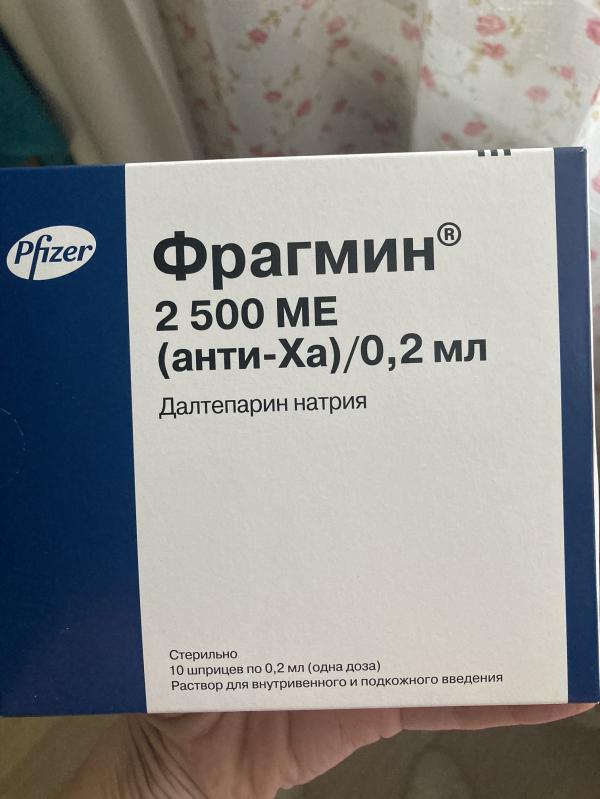 Pfizer
Фрагмин®
2 500 МЕ
(анти-Ха)/0,2 мл
Далтепарин натрия
Стерильно
10 шприцев по 0,2 мл (одна доза)
Раствор для внутривенного и подкожного введения